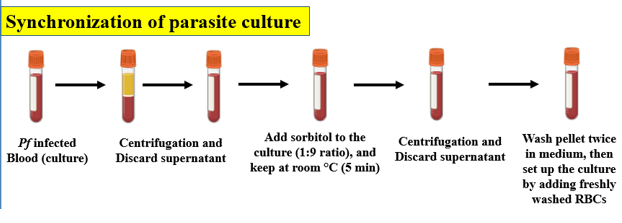 Synchronization of parasite culture
Pf infected
Blood (culture)
Centrifugation and
Discard supernatant
Add sorbitol to the
culture (1:9 ratio), and
keep at room °C (5 min)
Centrifugation and
Discard supernatant
Wash pellet twice
in medium, then
set up the culture
by adding freshly
washed RBCs